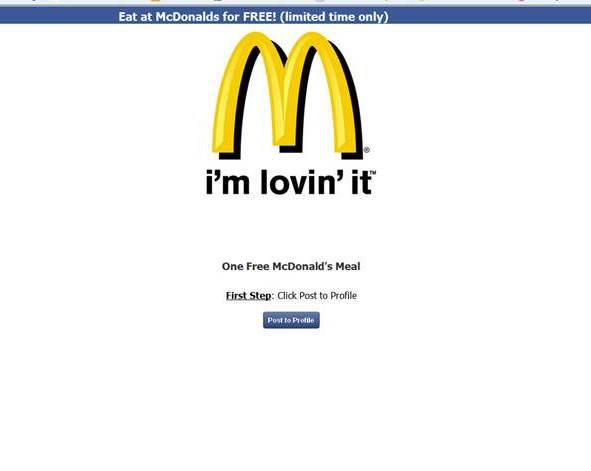 Eat at McDonalds for FREE! (limited time only)
®
i'm lovin' it™
One Free McDonald's Meal
First Step: Click Post to Profile
Post to Profile